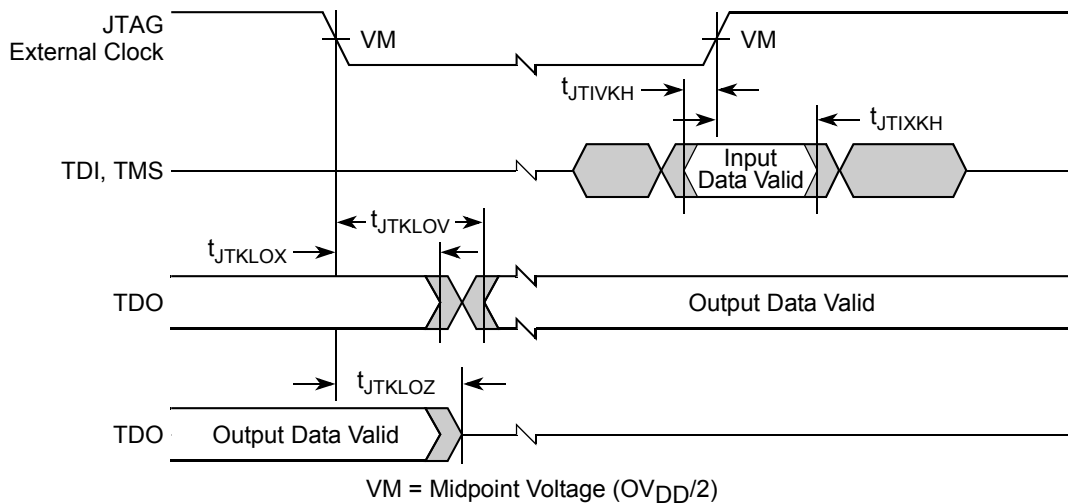 JTAG
External Clock
VM
VM
tJTIVKH
tJTIXKH
TDI, TMS
Input
Data Valid
tJTKLOV
tJTKLOX
TDO
Output Data Valid
tJTKLOZ
TDO
Output Data Valid
VM = Midpoint Voltage (OVDD/2)